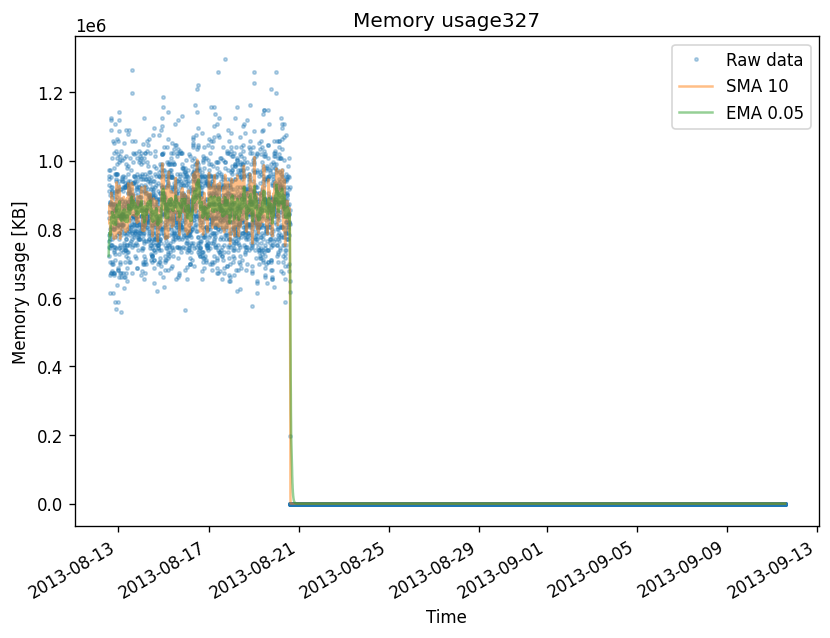 Memory usage327
1e6
Raw data
SMA 10
EMA 0.05
1.2
1.0
0.8
0.6
0.4
0.2
0.0
Memory usage [KB]
2013-08-13
2013-08-17
2013-08-21
2013-08-25
2013-08-29
2013-09-01
2013-09-05
2013-09-09
2013-09-13
Time